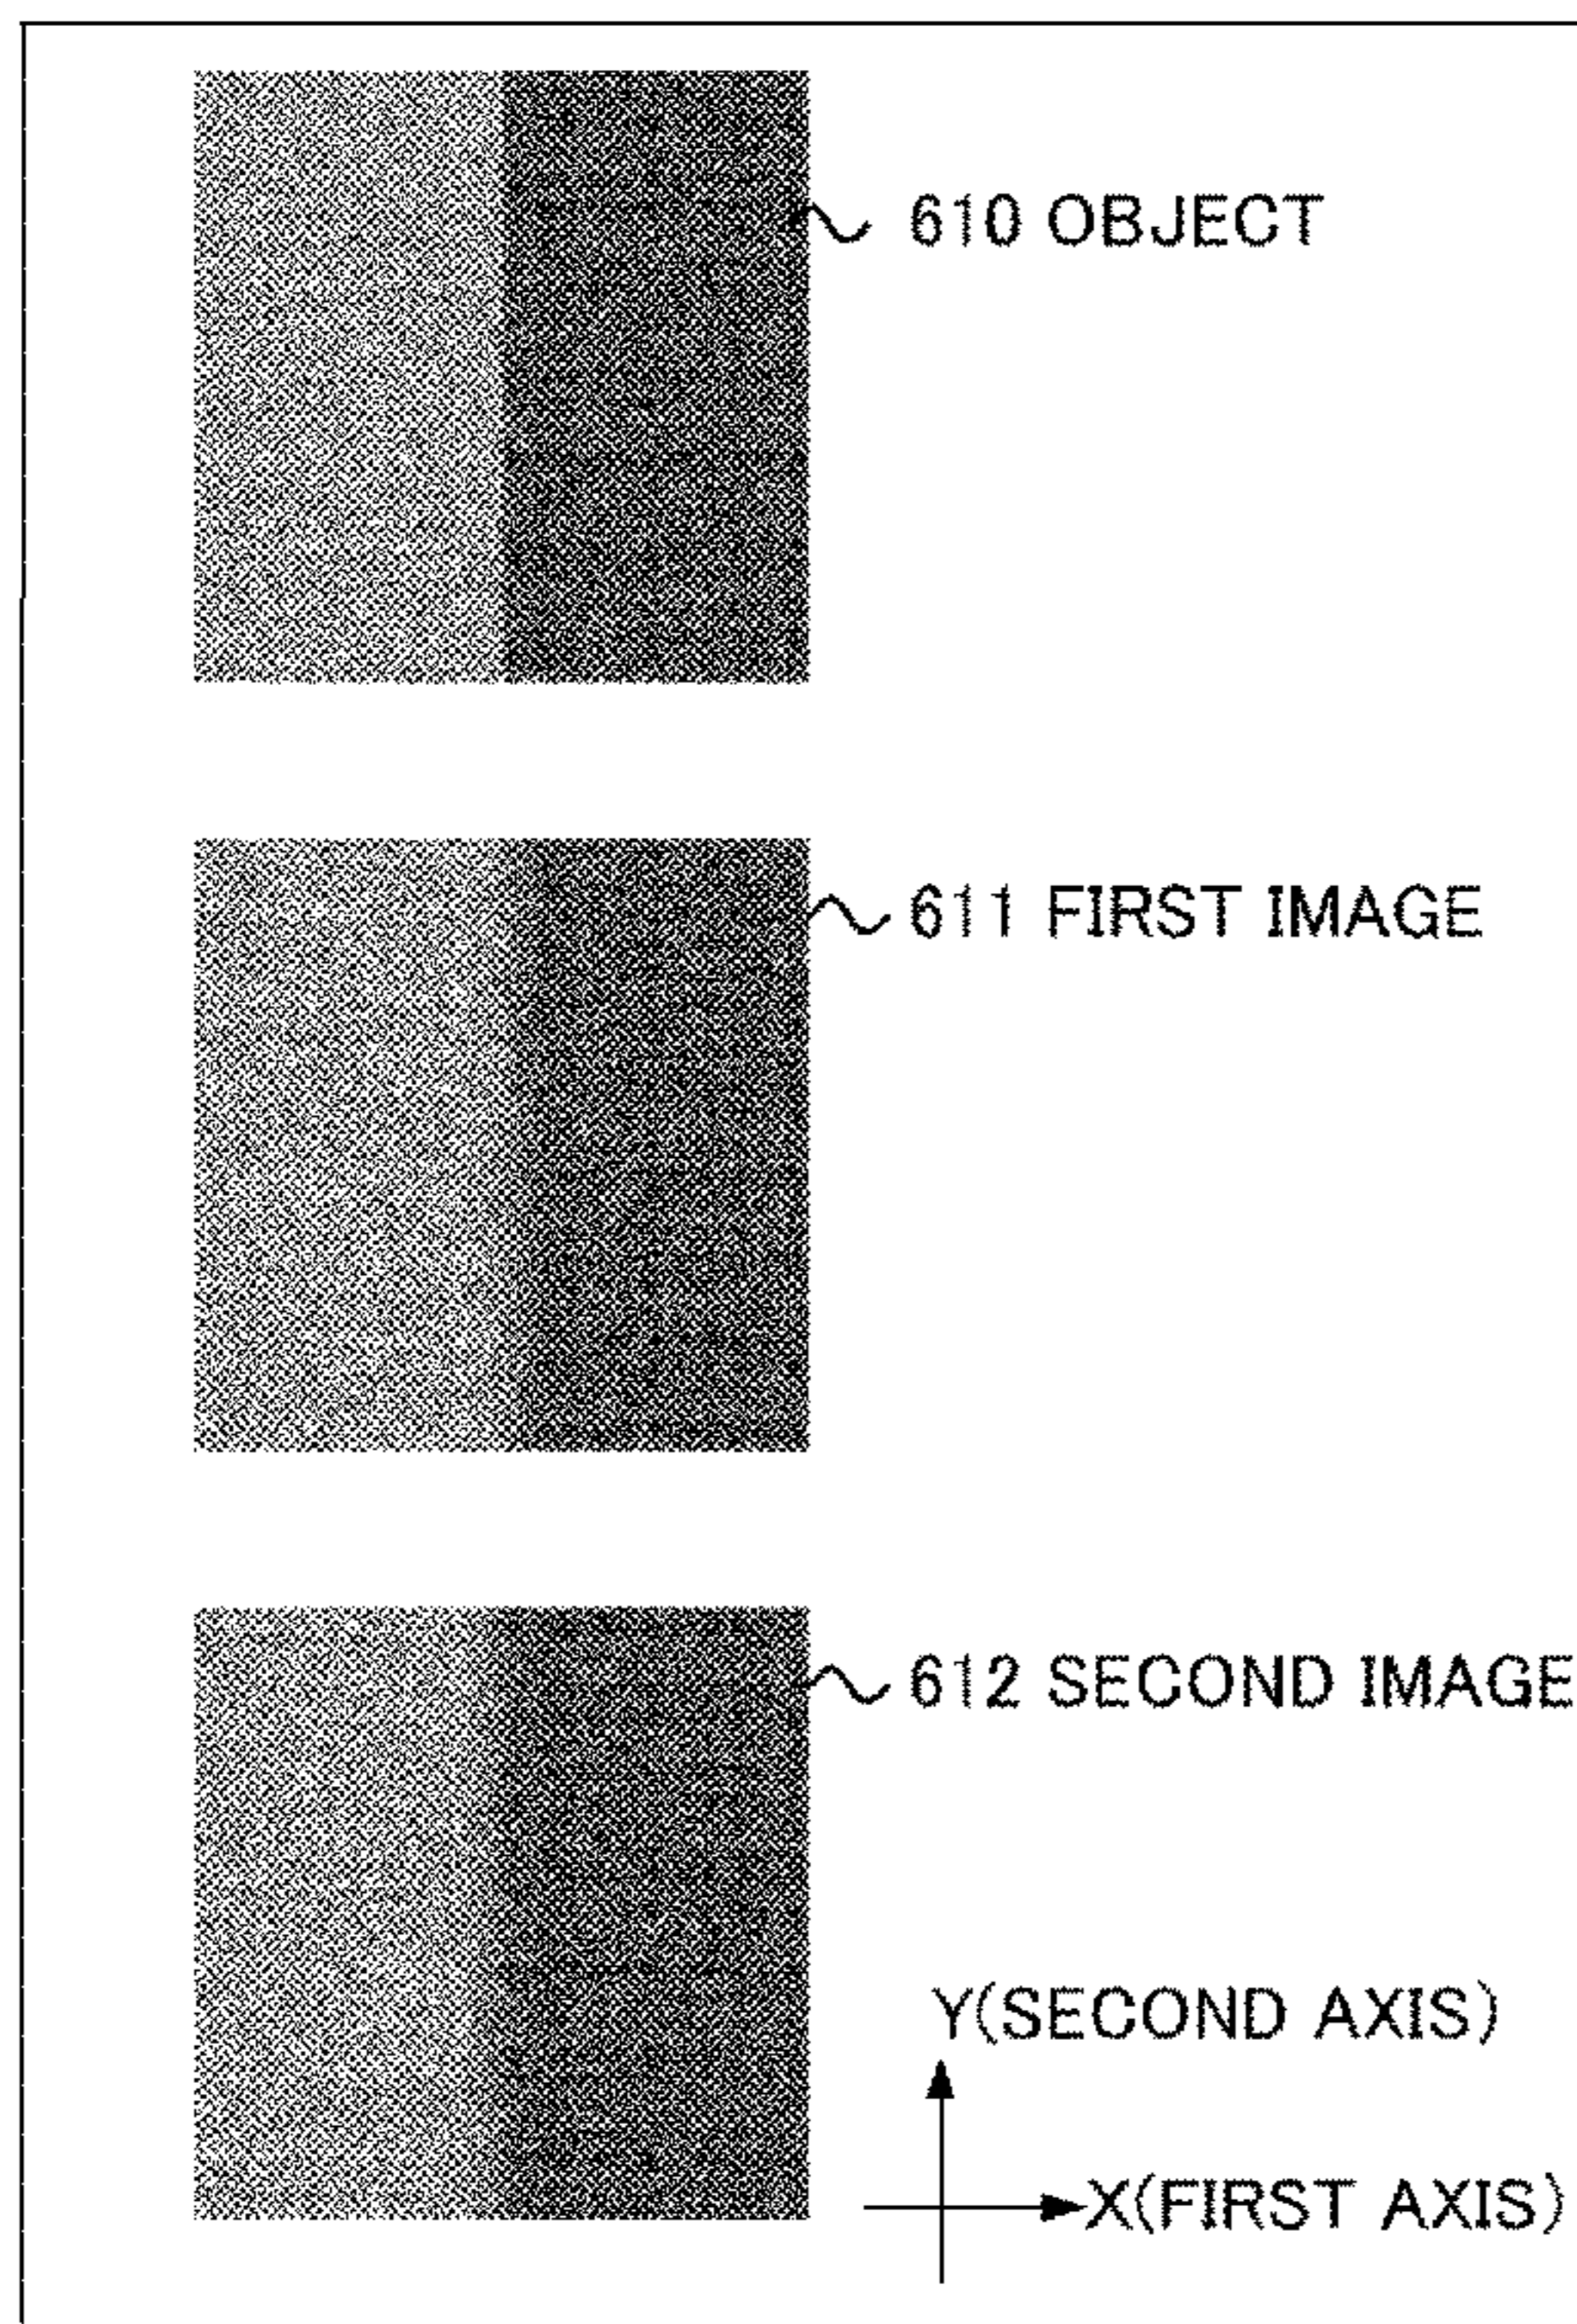 610 OBJECT
611 FIRST IMAGE
612 SECOND IMAGE
Y(SECOND AXIS)
X(FIRST AXIS)